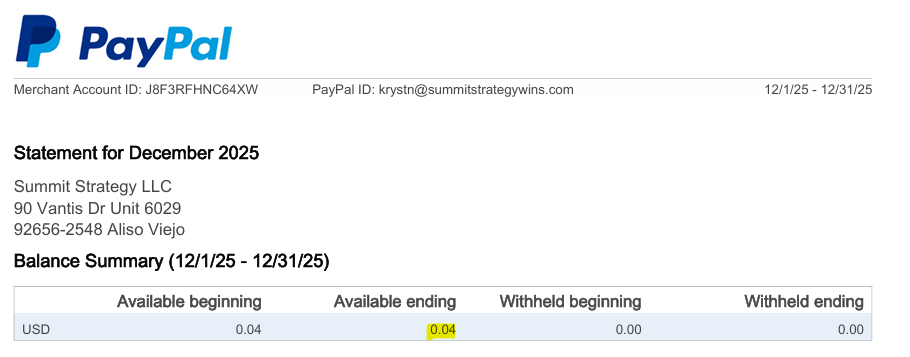 PayPal
Merchant Account ID: J8F3RFHNC64XW PayPal ID: krystn@summitstrategywins.com 12/1/25 - 12/31/25
Statement for December 2025
Summit Strategy LLC
90 Vantis Dr Unit 6029
92656-2548 Aliso Viejo
Balance Summary (12/1/25 - 12/31/25)
Available beginning Available ending Withheld beginning Withheld ending
USD 0.04 0.04 0.00 0.00